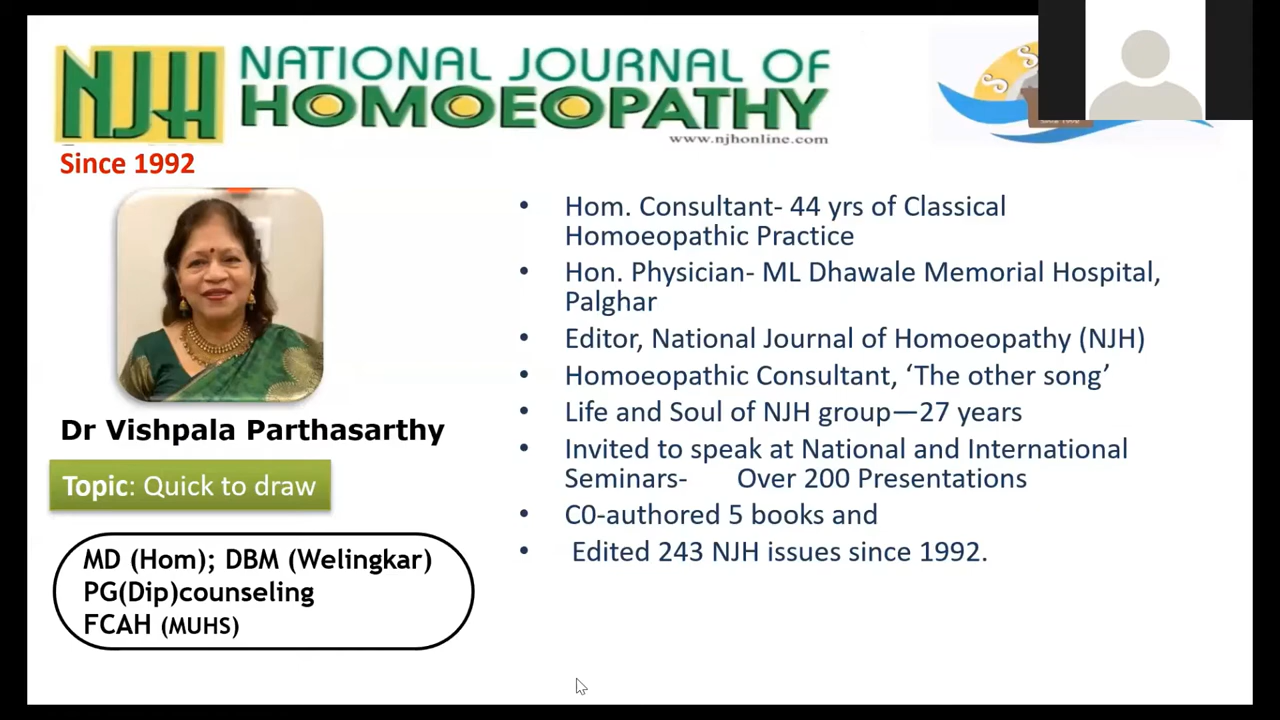 NJH NATIONAL JOURNAL OF
HOMOEOPATHY
www.njhonline.com
Since 1992
Dr Vishpala Parthasarthy
Topic: Quick to draw
MD (Hom); DBM (Welingkar)
PG(Dip)counseling
FCAH (MUHS)
• Hom. Consultant- 44 yrs of Classical
Homoeopathic Practice
• Hon. Physician- ML Dhawale Memorial Hospital,
Palghar
• Editor, National Journal of Homoeopathy (NJH)
• Homoeopathic Consultant, ‘The other song’
• Life and Soul of NJH group—27 years
• Invited to speak at National and International
Seminars- Over 200 Presentations
• C0-authored 5 books and
• Edited 243 NJH issues since 1992.